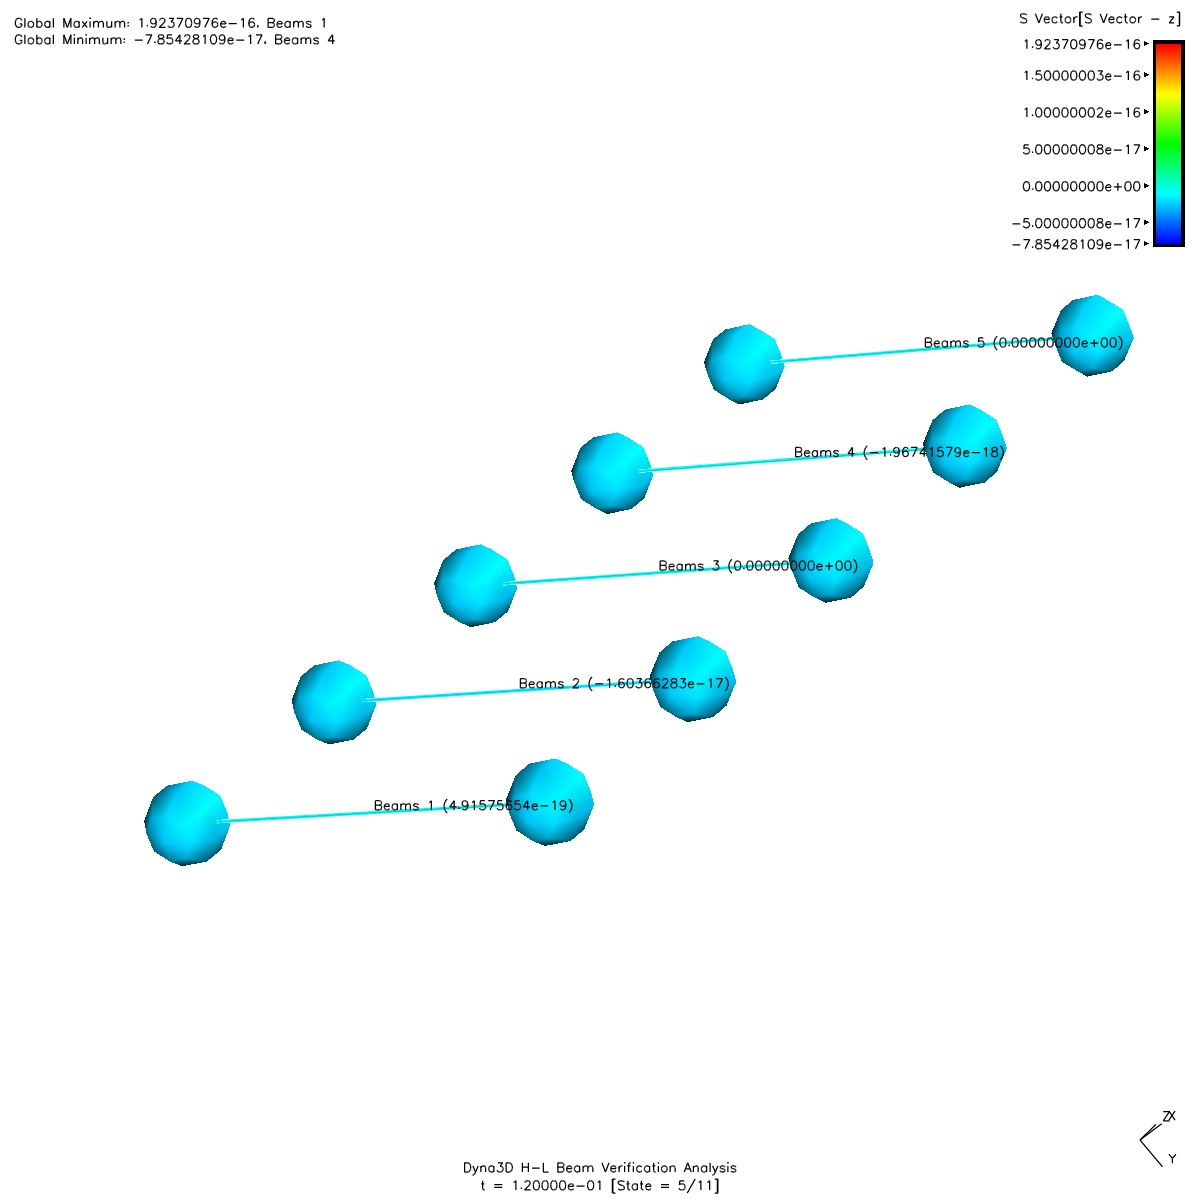 Global Maximum: 1.92370976e-16, Beams 1
Global Minimum: -7.85428109e-17, Beams 4
S Vector[S Vector - z]
1.92370976e-16
1.50000003e-16
1.00000002e-16
5.00000008e-17
0.00000000e+00
-5.00000008e-17
-7.85428109e-17
Beams 5 (0.00000000e+00)
Beams 4 (-1.96741579e-18)
Beams 3 (0.00000000e+00)
Beams 2 (-1.60366283e-17)
Beams 1 (4.91575654e-19)
ZX
Y
Dyna3D H-L Beam Verification Analysis
t = 1.20000e-01 [State = 5/11]